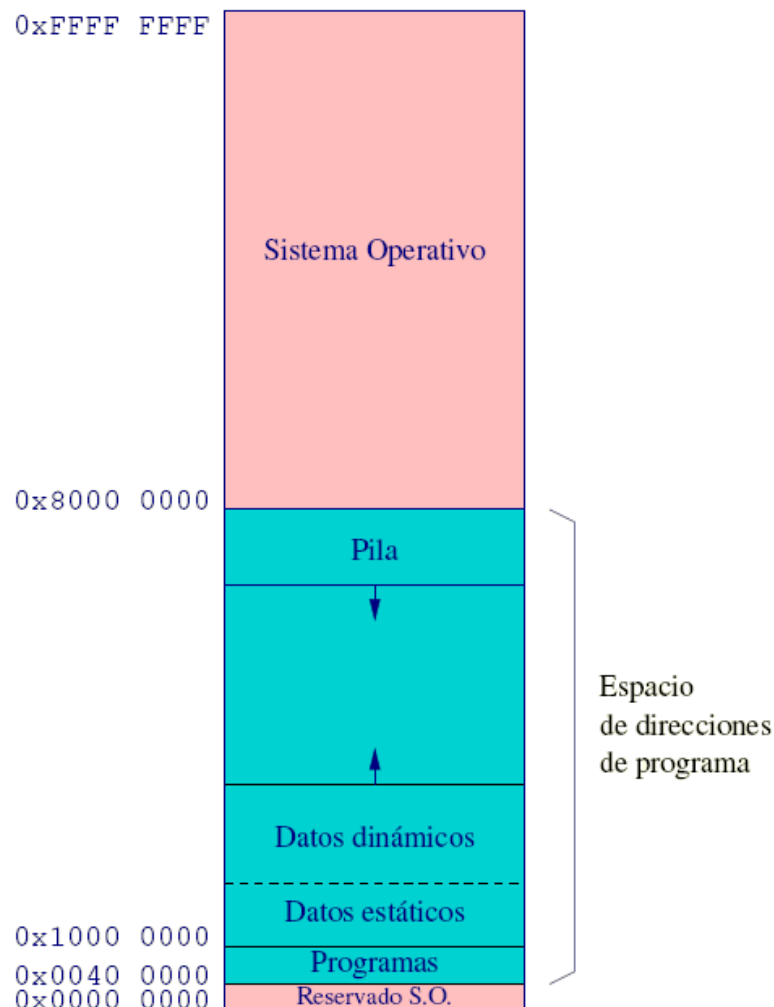 0xFFFF FFFF
Sistema Operativo
0x8000 0000
Pila
Espacio
de direcciones
de programa
Datos dinámicos
Datos estáticos
0x1000 0000
Programas
0x0040 0000
0x0000 0000
Reservado S.O.